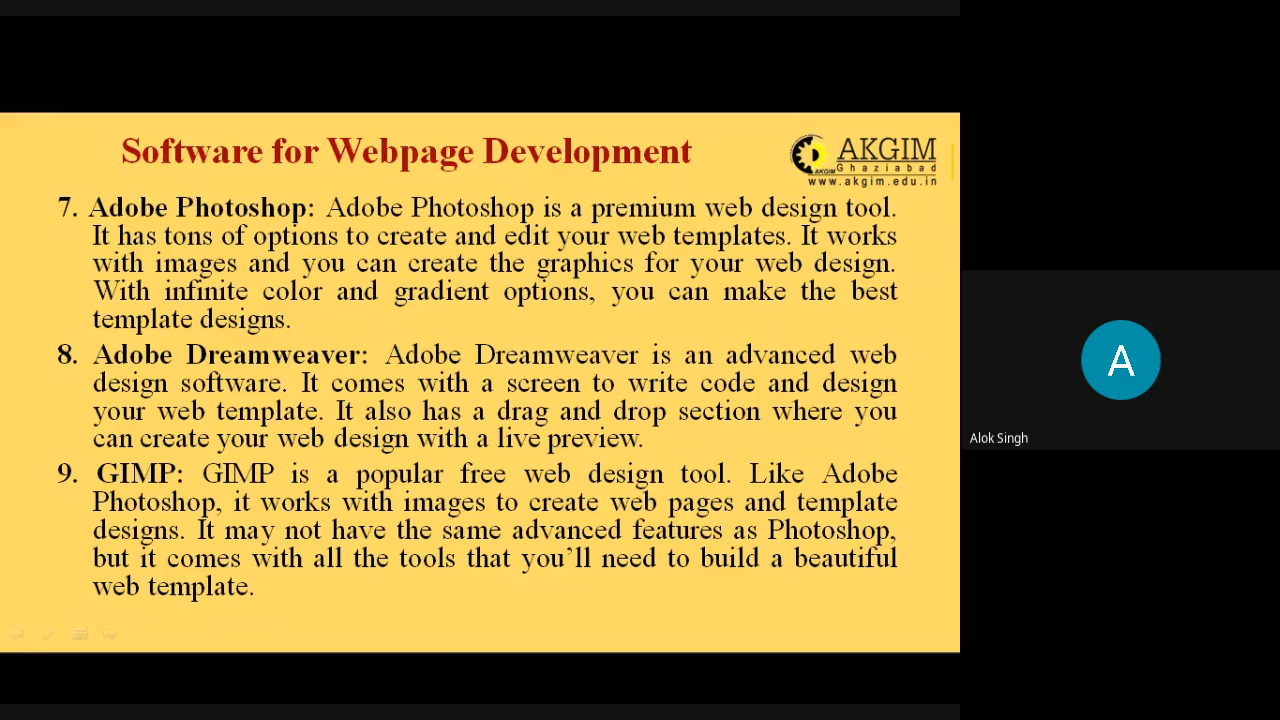 Software for Webpage Development
AKGIM
AKGIM
Ghaziabad
www.akgim.edu.in
7. Adobe Photoshop: Adobe Photoshop is a premium web design tool.
It has tons of options to create and edit your web templates. It works
with images and you can create the graphics for your web design.
With infinite color and gradient options, you can make the best
template designs.
8. Adobe Dreamweaver: Adobe Dreamweaver is an advanced web
design software. It comes with a screen to write code and design
your web template. It also has a drag and drop section where you
can create your web design with a live preview.
9. GIMP: GIMP is a popular free web design tool. Like Adobe
Photoshop, it works with images to create web pages and template
designs. It may not have the same advanced features as Photoshop,
but it comes with all the tools that you’ll need to build a beautiful
web template.
A
Alok Singh